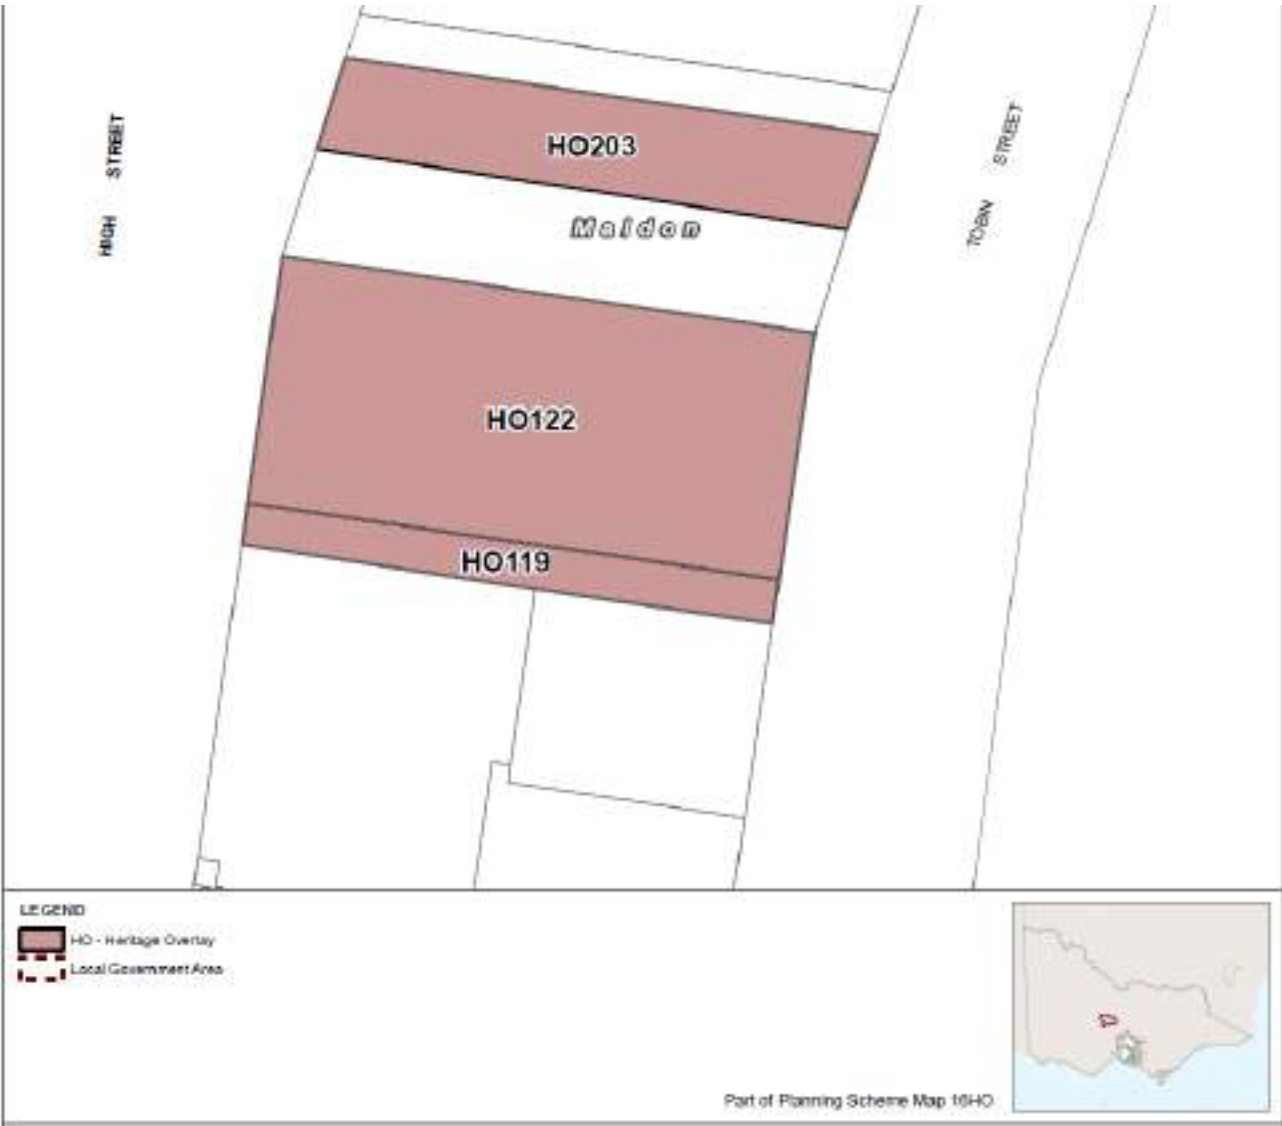 HO203
HIGH STREET
TOBIN STREET
Maldon
HO122
HO119
LEGEND
HO - Heritage Overlay
Local Government Area
Part of Planning Scheme Map 16HO